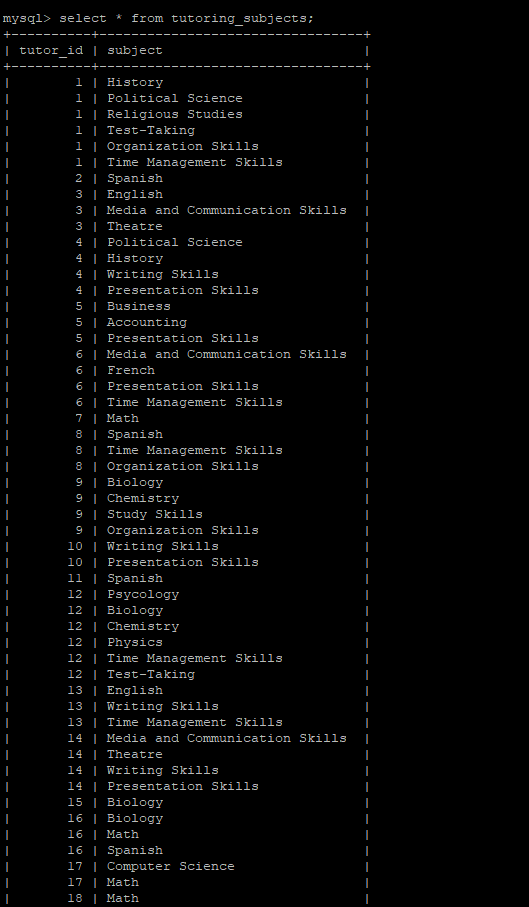 mysql> select * from tutoring_subjects;
+----------+---------------------------------+
| tutor_id | subject                         |
+----------+---------------------------------+
|        1 | History                         |
|        1 | Political Science               |
|        1 | Religious Studies               |
|        1 | Test-Taking                     |
|        1 | Organization Skills             |
|        1 | Time Management Skills          |
|        2 | Spanish                         |
|        3 | English                         |
|        3 | Media and Communication Skills  |
|        3 | Theatre                         |
|        4 | Political Science               |
|        4 | History                         |
|        4 | Writing Skills                  |
|        4 | Presentation Skills             |
|        5 | Business                        |
|        5 | Accounting                      |
|        5 | Presentation Skills             |
|        6 | Media and Communication Skills  |
|        6 | French                          |
|        6 | Presentation Skills             |
|        6 | Time Management Skills          |
|        7 | Math                            |
|        8 | Spanish                         |
|        8 | Time Management Skills          |
|        8 | Organization Skills             |
|        9 | Biology                         |
|        9 | Chemistry                       |
|        9 | Study Skills                    |
|        9 | Organization Skills             |
|       10 | Writing Skills                  |
|       10 | Presentation Skills             |
|       11 | Spanish                         |
|       12 | Psycology                       |
|       12 | Biology                         |
|       12 | Chemistry                       |
|       12 | Physics                         |
|       12 | Time Management Skills          |
|       12 | Test-Taking                     |
|       13 | English                         |
|       13 | Writing Skills                  |
|       13 | Time Management Skills          |
|       14 | Media and Communication Skills  |
|       14 | Theatre                         |
|       14 | Writing Skills                  |
|       14 | Presentation Skills             |
|       15 | Biology                         |
|       16 | Biology                         |
|       16 | Math                            |
|       16 | Spanish                         |
|       17 | Computer Science                |
|       17 | Math                            |
|       18 | Math                            |